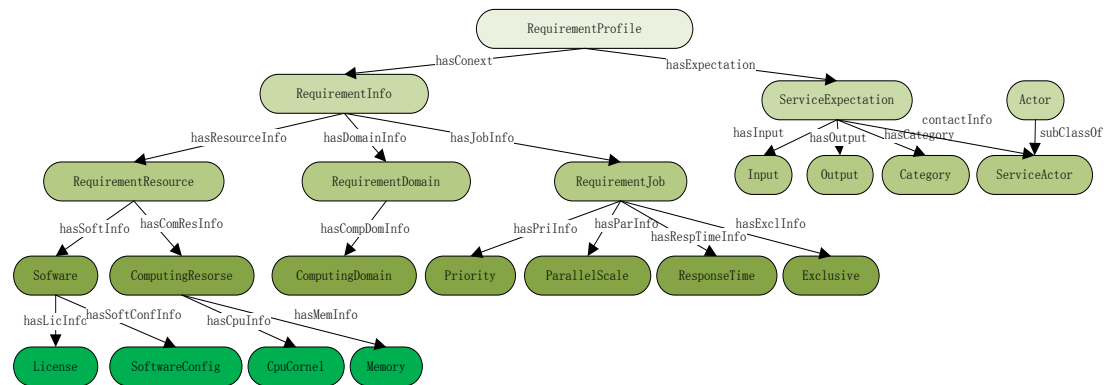 RequirementProfile
hasConext
hasExpectation
RequirementInfo
ServiceExpectation
Actor
hasResourceInfo
hasDomainInfo
hasJobInfo
hasInput
hasOutput
hasCategory
contactInfo
subClassOf
RequirementResource
RequirementDomain
RequirementJob
Input
Output
Category
ServiceActor
hasSoftInfo
hasComResInfo
hasCompDomInfo
hasPriInfo
hasParInfo
hasRespTimeInfo
hasExclInfo
Sofware
ComputingResorse
ComputingDomain
Priority
ParallelScale
ResponseTime
Exclusive
hasLicInfo
hasSoftConfInfo
hasCpuInfo
hasMemInfo
License
SoftwareConfig
CpuCornel
Memory